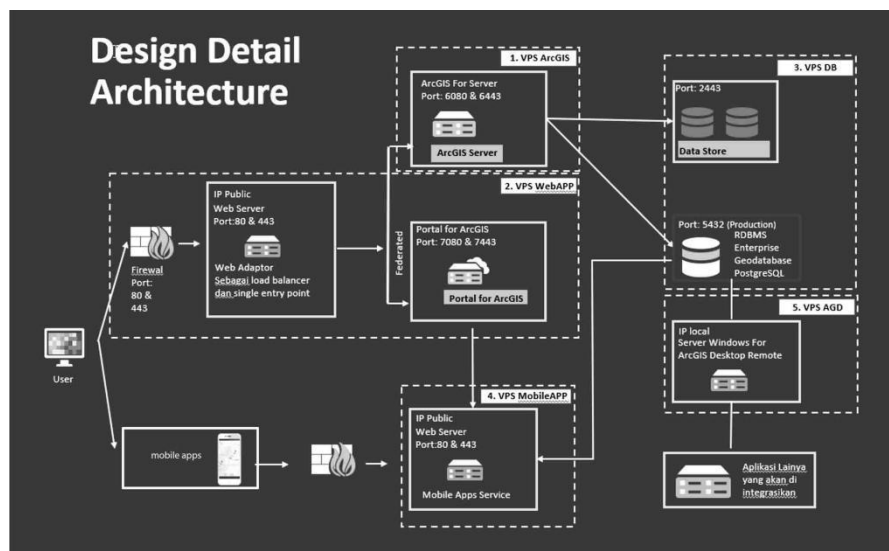 Design Detail
Architecture
1. VPS ArcGIS
ArcGIS For Server
Port: 6080 & 6443
ArcGIS Server
3. VPS DB
Port: 2443
Data Store
2. VPS WebAPP
IP Public
Web Server
Port:80 & 443
Web Adaptor
Sebagai load balancer
dan single entry point
Firewal
Port:
80 &
443
Federated
Portal for ArcGIS
Port: 7080 & 7443
Portal for ArcGIS
Port: 5432 (Production)
RDBMS
Enterprise
Geodatabase
PostgreSQL
5. VPS AGD
IP local
Server Windows For
ArcGIS Desktop Remote
User
4. VPS MobileAPP
IP Public
Web Server
Port:80 & 443
Mobile Apps Service
mobile apps
Aplikasi Lainya
yang akan di
integrasikan